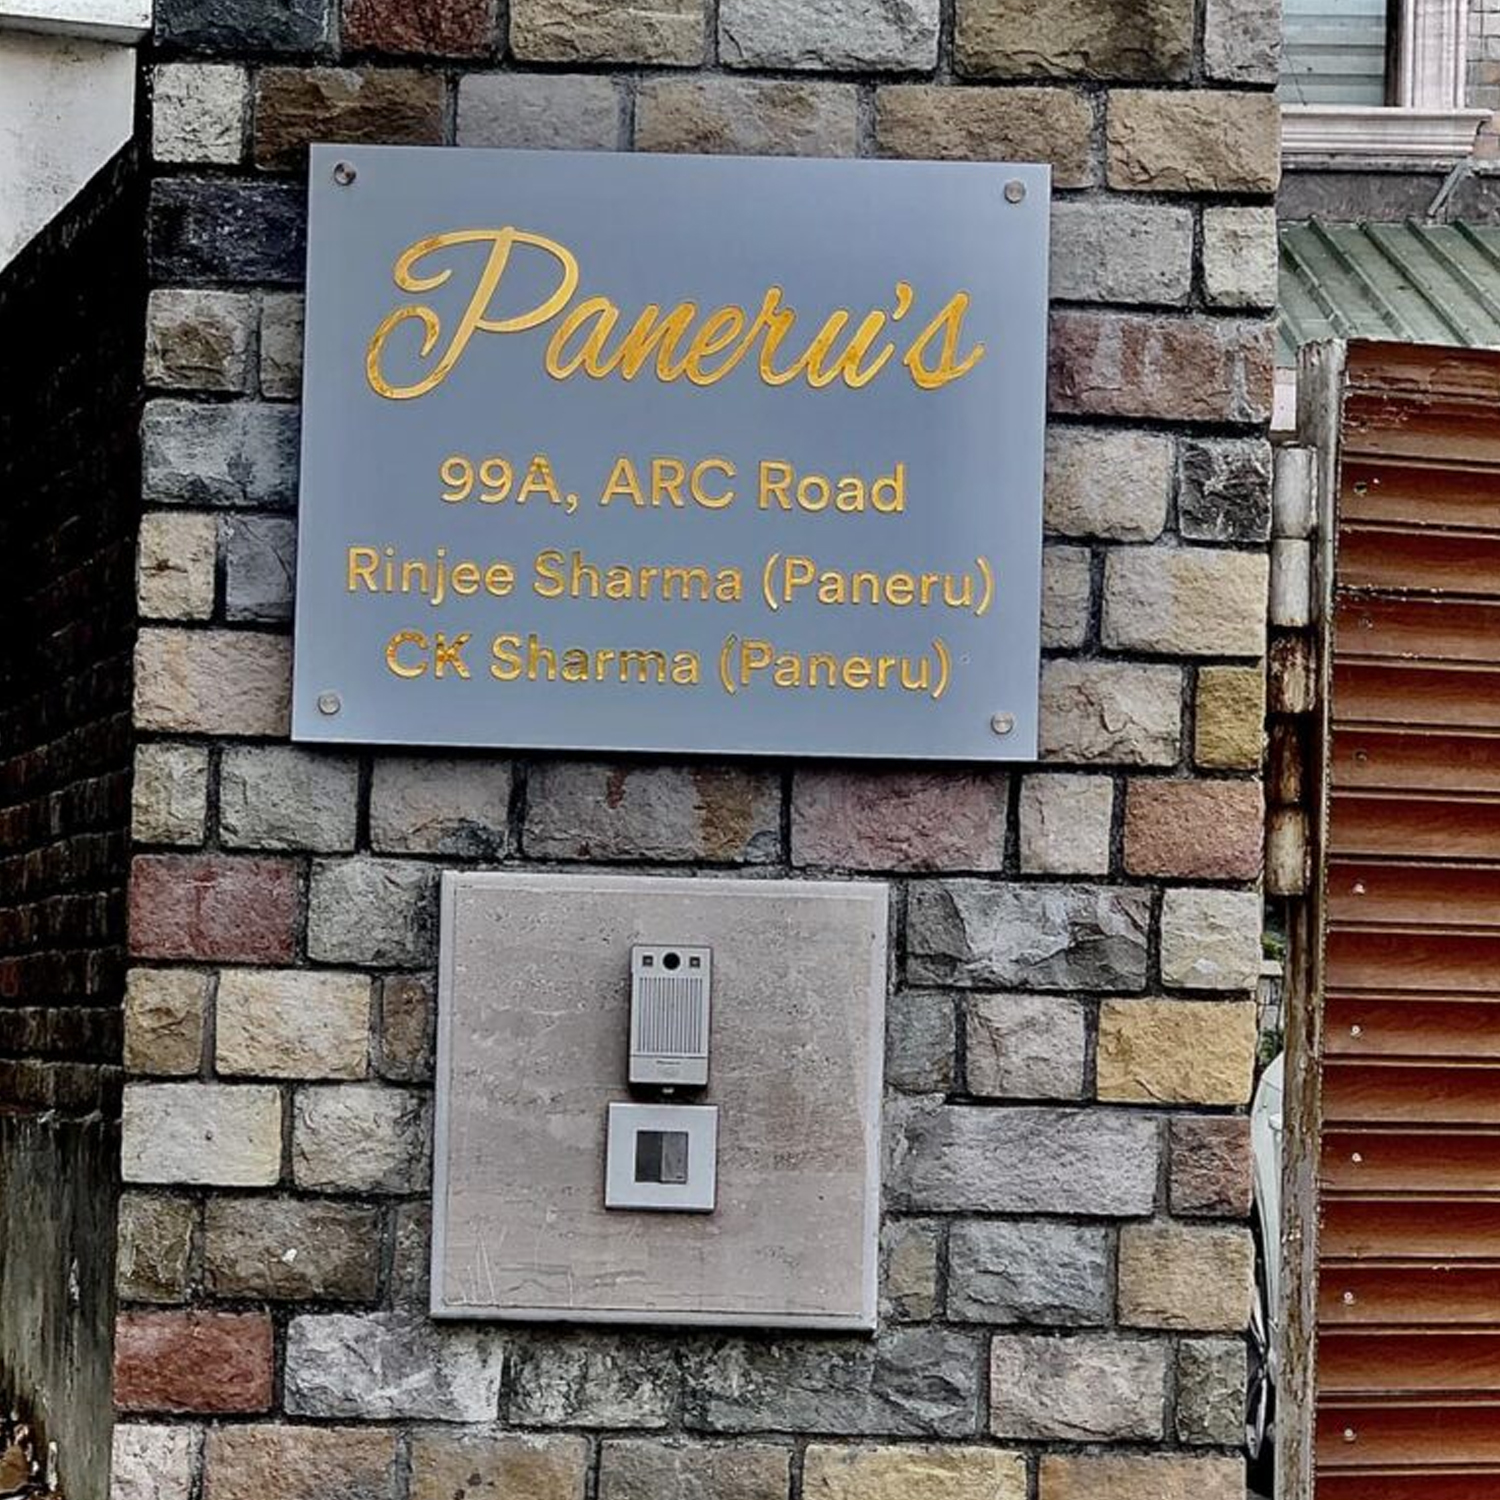 Paneru's
99A, ARC Road
Rinjee Sharma (Paneru)
CK Sharma (Paneru)